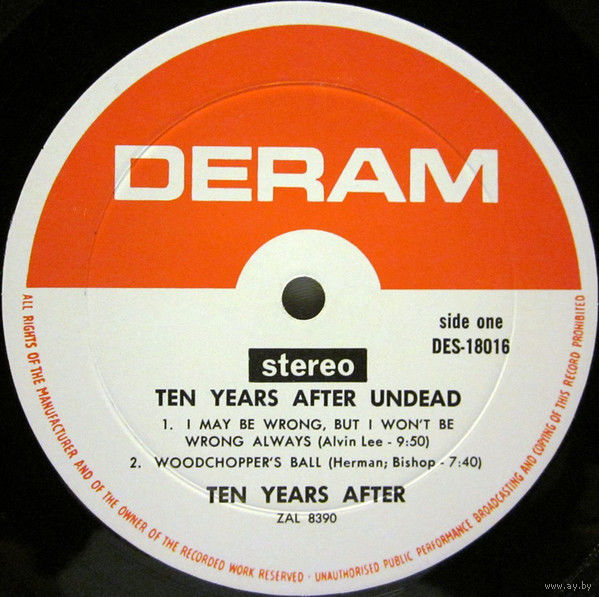 DERAM
side one
DES-18016
stereo
TEN YEARS AFTER UNDEAD
1. I MAY BE WRONG, BUT I WON'T BE
WRONG ALWAYS (Alvin Lee - 9:50)
2. WOODCHOPPER'S BALL (Herman; Bishop - 7:40)
TEN YEARS AFTER
ZAL 8390
ALL RIGHTS OF THE MANUFACTURER AND OF THE OWNER OF THE RECORDED WORK RESERVED · UNAUTHORISED PUBLIC PERFORMANCE BROADCASTING AND COPYING OF THIS RECORD PROHIBITED
www.ay.by